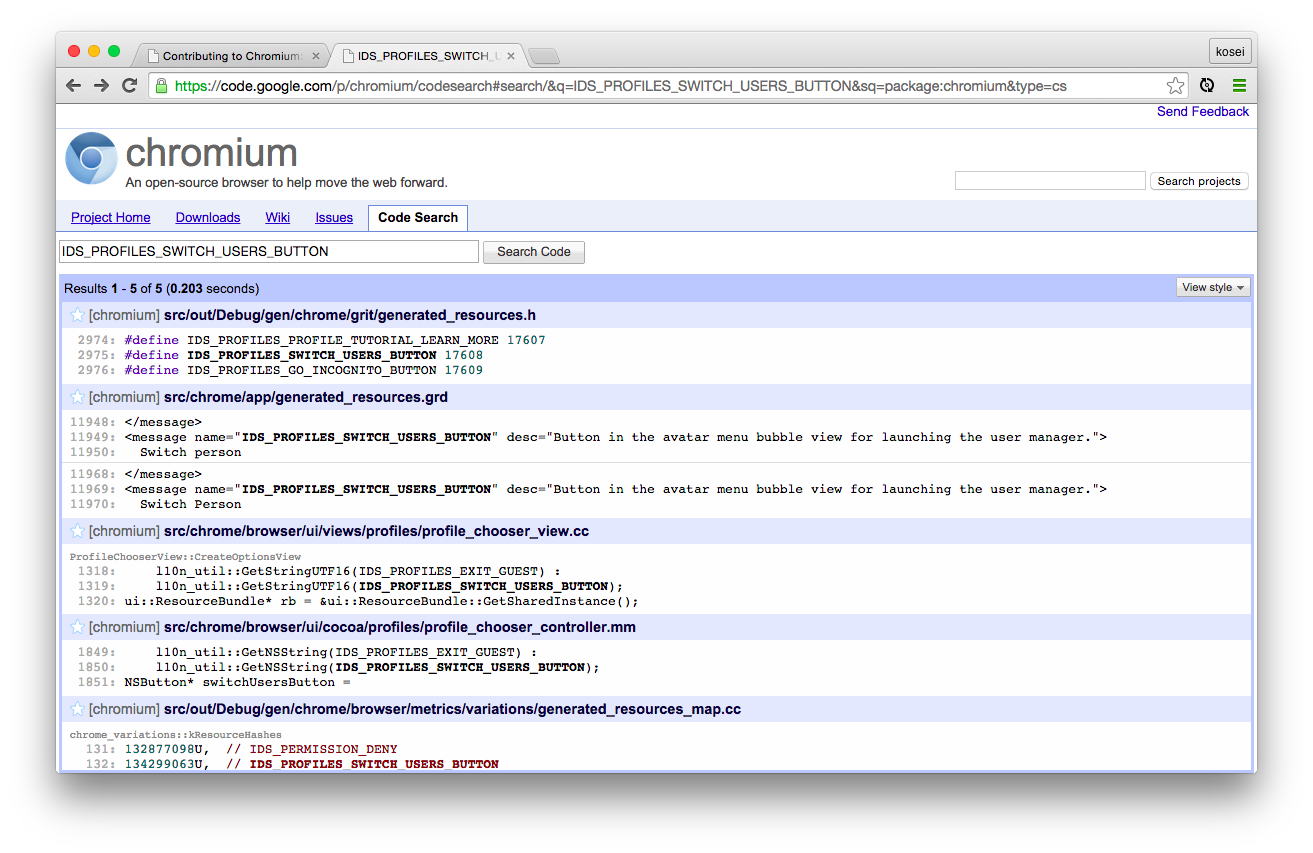 Contributing to Chromium:
IDS_PROFILES_SWITCH_U
kosei
https://code.google.com/p/chromium/codesearch#search/&q=IDS_PROFILES_SWITCH_USERS_BUTTON&sq=package:chromium&type=cs
Send Feedback
chromium
An open-source browser to help move the web forward.
Search projects
Project Home Downloads Wiki Issues Code Search
IDS_PROFILES_SWITCH_USERS_BUTTON Search Code
Results 1 - 5 of 5 (0.203 seconds) View style
[chromium] src/out/Debug/gen/chrome/grit/generated_resources.h
2974: #define IDS_PROFILES_PROFILE_TUTORIAL_LEARN_MORE 17607
2975: #define IDS_PROFILES_SWITCH_USERS_BUTTON 17608
2976: #define IDS_PROFILES_GO_INCOGNITO_BUTTON 17609
[chromium] src/chrome/app/generated_resources.grd
11948: </message>
11949: <message name="IDS_PROFILES_SWITCH_USERS_BUTTON" desc="Button in the avatar menu bubble view for launching the user manager.">
11950: Switch person
11968: </message>
11969: <message name="IDS_PROFILES_SWITCH_USERS_BUTTON" desc="Button in the avatar menu bubble view for launching the user manager.">
11970: Switch Person
[chromium] src/chrome/browser/ui/views/profiles/profile_chooser_view.cc
ProfileChooserView::CreateOptionsView
1318: l10n_util::GetStringUTF16(IDS_PROFILES_EXIT_GUEST) :
1319: l10n_util::GetStringUTF16(IDS_PROFILES_SWITCH_USERS_BUTTON);
1320: ui::ResourceBundle* rb = &ui::ResourceBundle::GetSharedInstance();
[chromium] src/chrome/browser/ui/cocoa/profiles/profile_chooser_controller.mm
1849: l10n_util::GetNSString(IDS_PROFILES_EXIT_GUEST) :
1850: l10n_util::GetNSString(IDS_PROFILES_SWITCH_USERS_BUTTON);
1851: NSButton* switchUsersButton =
[chromium] src/out/Debug/gen/chrome/browser/metrics/variations/generated_resources_map.cc
chrome_variations::kResourceHashes
131: 132877098U, // IDS_PERMISSION_DENY
132: 134299063U, // IDS_PROFILES_SWITCH_USERS_BUTTON